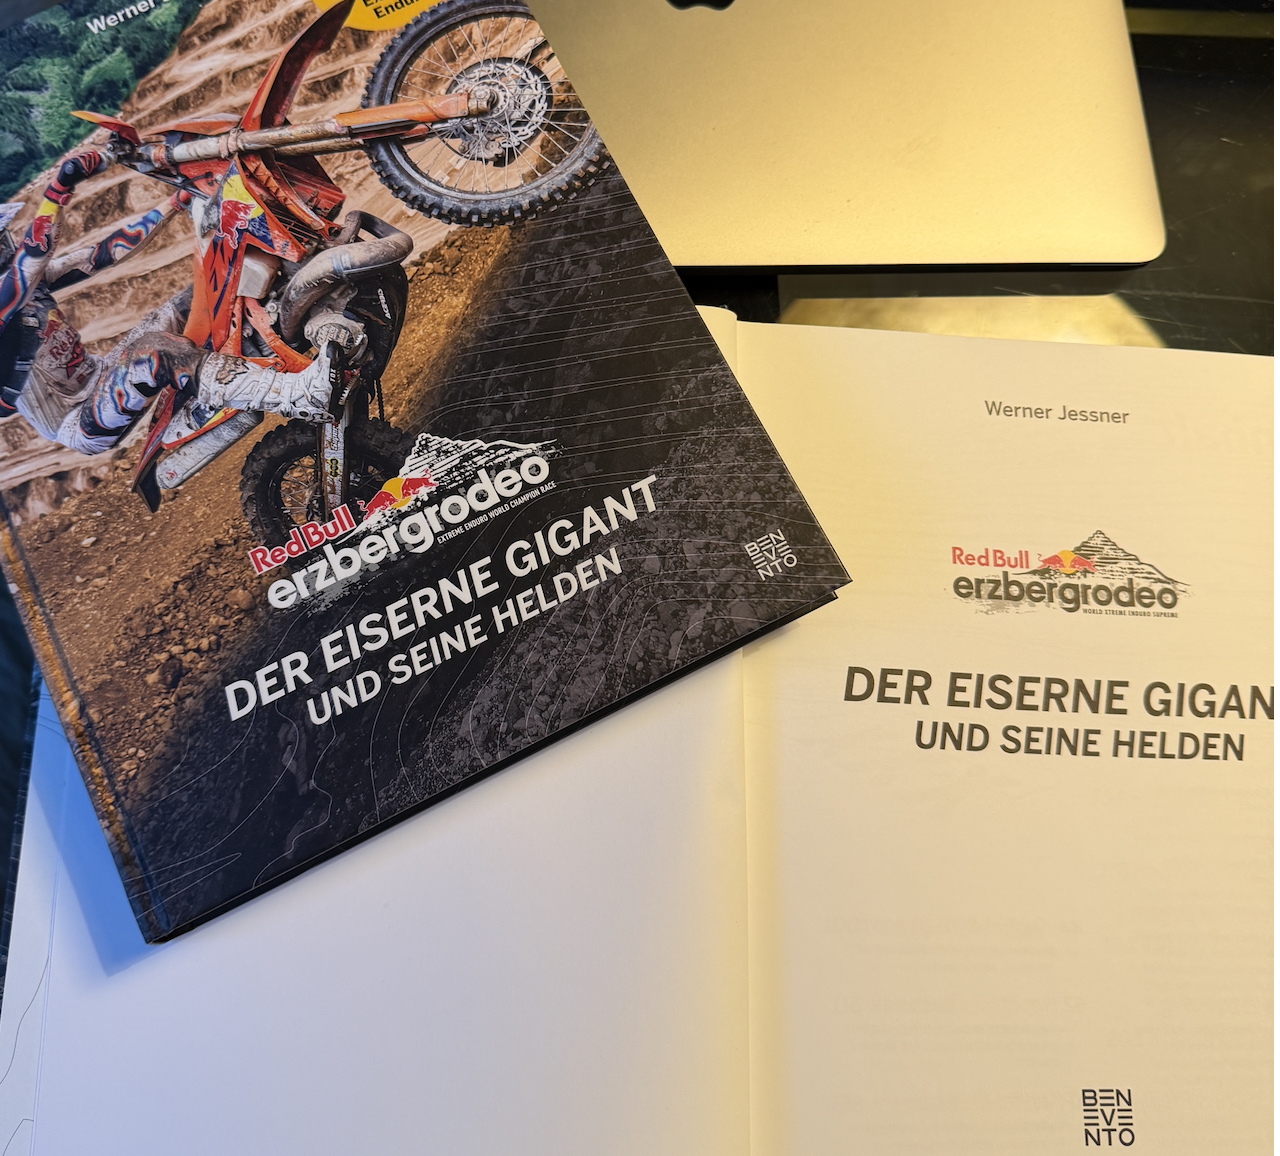 Werner
Endu
Red Bull
erzbergrodeo
EXTREME ENDURO WORLD CHAMPION RACE
DER EISERNE GIGANT
UND SEINE HELDEN
BEN
EVE
NTO
Werner Jessner
Red Bull
erzbergrodeo
WORLD XTREME ENDURO SUPREME
DER EISERNE GIGAN
UND SEINE HELDEN
BEN
EVE
NTO